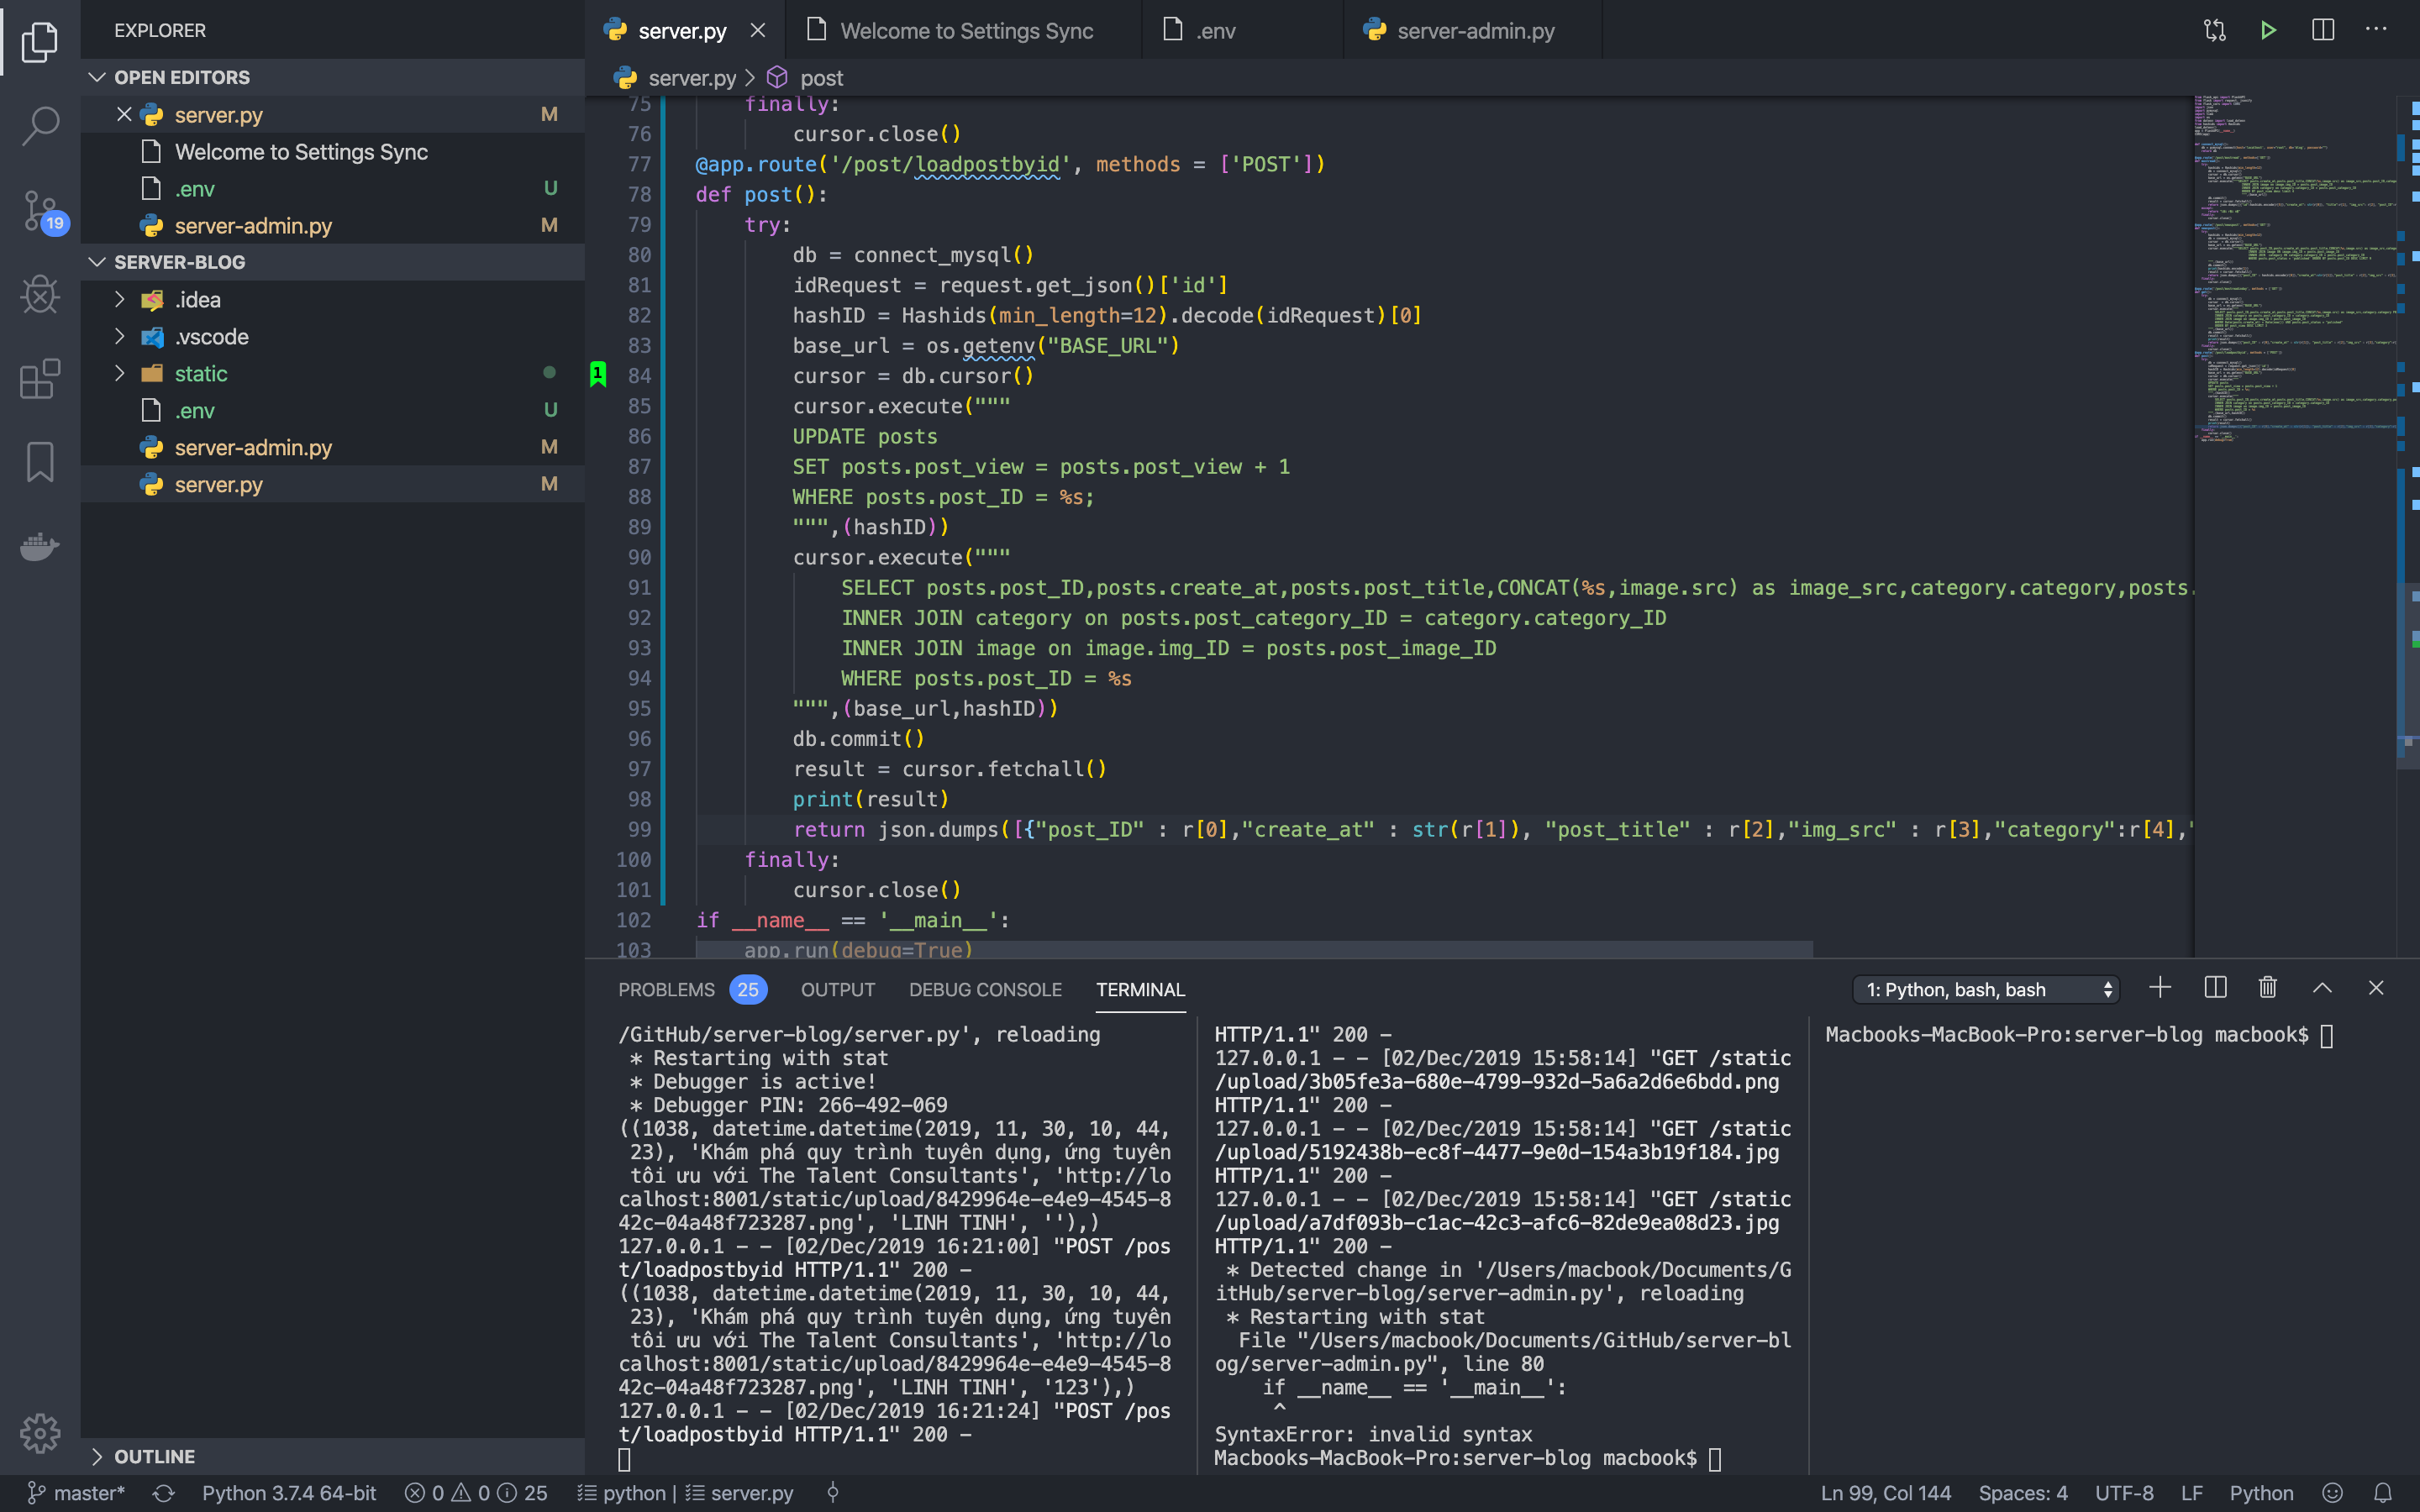 EXPLORER
OPEN EDITORS
server.py M
Welcome to Settings Sync
.env U
server-admin.py M
SERVER-BLOG
.idea
.vscode
static
.env U
server-admin.py M
server.py M
OUTLINE
19
server.py
Welcome to Settings Sync
.env
server-admin.py
server.py > post
75 finally:
76 cursor.close()
77 @app.route('/post/loadpostbyid', methods = ['POST'])
78 def post():
79 try:
80 db = connect_mysql()
81 idRequest = request.get_json()['id']
82 hashID = Hashids(min_length=12).decode(idRequest)[0]
83 base_url = os.getenv("BASE_URL")
1
84 cursor = db.cursor()
85 cursor.execute("""
86 UPDATE posts
87 SET posts.post_view = posts.post_view + 1
88 WHERE posts.post_ID = %s;
89 """,(hashID))
90 cursor.execute("""
91 SELECT posts.post_ID,posts.create_at,posts.post_title,CONCAT(%s,image.src) as image_src,category.category,posts.
92 INNER JOIN category on posts.post_category_ID = category.category_ID
93 INNER JOIN image on image.img_ID = posts.post_image_ID
94 WHERE posts.post_ID = %s
95 """,(base_url,hashID))
96 db.commit()
97 result = cursor.fetchall()
98 print(result)
99 return json.dumps([{"post_ID" : r[0],"create_at" : str(r[1]), "post_title" : r[2],"img_src" : r[3],"category":r[4],"
100 finally:
101 cursor.close()
102 if __name__ == '__main__':
103 app.run(debug=True)
PROBLEMS 25 OUTPUT DEBUG CONSOLE TERMINAL
1: Python, bash, bash
/GitHub/server-blog/server.py', reloading
* Restarting with stat
* Debugger is active!
* Debugger PIN: 266-492-069
((1038, datetime.datetime(2019, 11, 30, 10, 44,
23), 'Khám phá quy trình tuyên dụng, ứng tuyên
tôi ưu với The Talent Consultants', 'http://lo
calhost:8001/static/upload/8429964e-e4e9-4545-8
42c-04a48f723287.png', 'LINH TINH', ''),)
127.0.0.1 - - [02/Dec/2019 16:21:00] "POST /pos
t/loadpostbyid HTTP/1.1" 200 -
((1038, datetime.datetime(2019, 11, 30, 10, 44,
23), 'Khám phá quy trình tuyên dụng, ứng tuyên
tôi ưu với The Talent Consultants', 'http://lo
calhost:8001/static/upload/8429964e-e4e9-4545-8
42c-04a48f723287.png', 'LINH TINH', '123'),)
127.0.0.1 - - [02/Dec/2019 16:21:24] "POST /pos
t/loadpostbyid HTTP/1.1" 200 -
HTTP/1.1" 200 -
127.0.0.1 - - [02/Dec/2019 15:58:14] "GET /static
/upload/3b05fe3a-680e-4799-932d-5a6a2d6e6bdd.png
HTTP/1.1" 200 -
127.0.0.1 - - [02/Dec/2019 15:58:14] "GET /static
/upload/5192438b-ec8f-4477-9e0d-154a3b19f184.jpg
HTTP/1.1" 200 -
127.0.0.1 - - [02/Dec/2019 15:58:14] "GET /static
/upload/a7df093b-c1ac-42c3-afc6-82de9ea08d23.jpg
HTTP/1.1" 200 -
* Detected change in '/Users/macbook/Documents/G
itHub/server-blog/server-admin.py', reloading
* Restarting with stat
File "/Users/macbook/Documents/GitHub/server-bl
og/server-admin.py", line 80
if __name__ == '__main__':
^
SyntaxError: invalid syntax
Macbooks-MacBook-Pro:server-blog macbook$
Macbooks-MacBook-Pro:server-blog macbook$
master* Python 3.7.4 64-bit 0 0 25 python | server.py Ln 99, Col 144 Spaces: 4 UTF-8 LF Python